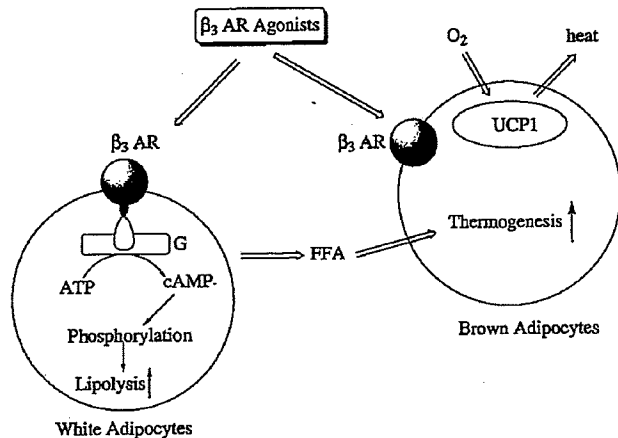 β₃ AR Agonists
O₂
heat
UCP1
β₃ AR
β₃ AR
G
ATP
cAMP
FFA
Thermogenesis
Phosphorylation
Lipolysis
Brown Adipocytes
White Adipocytes